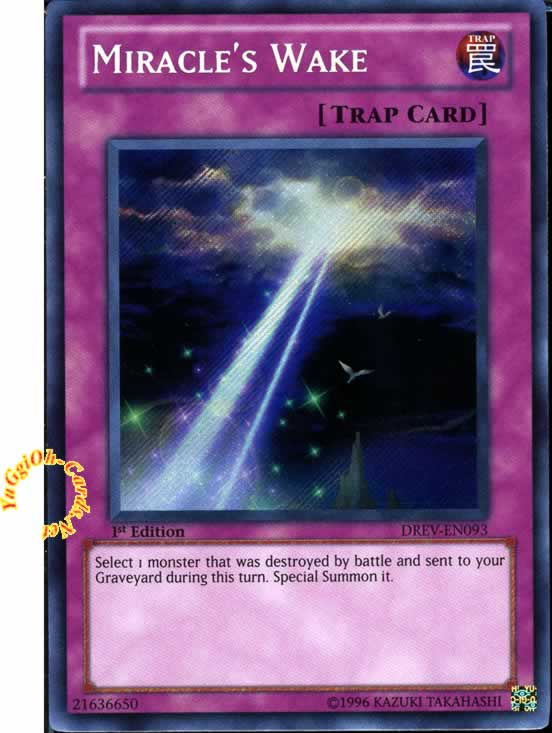 MIRACLE'S WAKE
TRAP
罠
[TRAP CARD]
YuGgiOh-Cards.Net
1st Edition
DREV-EN093
Select 1 monster that was destroyed by battle and sent to your
Graveyard during this turn. Special Summon it.
21636650
©1996 KAZUKI TAKAHASHI